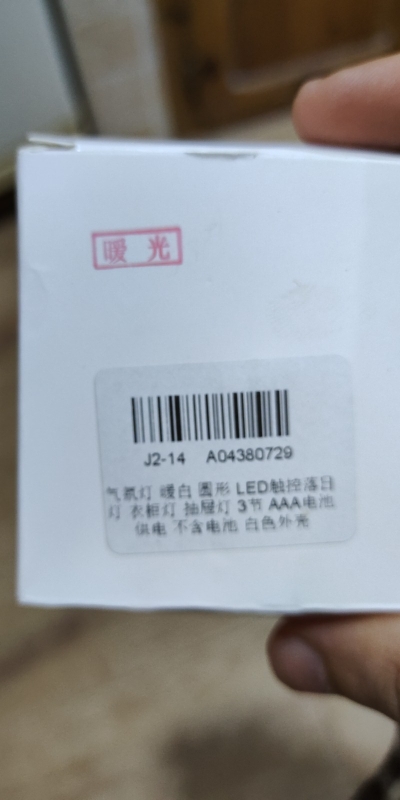 暖 光
J2-14 A04380729
气氛灯 暖白 圆形 LED触控落日
灯 衣柜灯 抽屉灯 3节 AAA电池
供电 不含电池 白色外壳